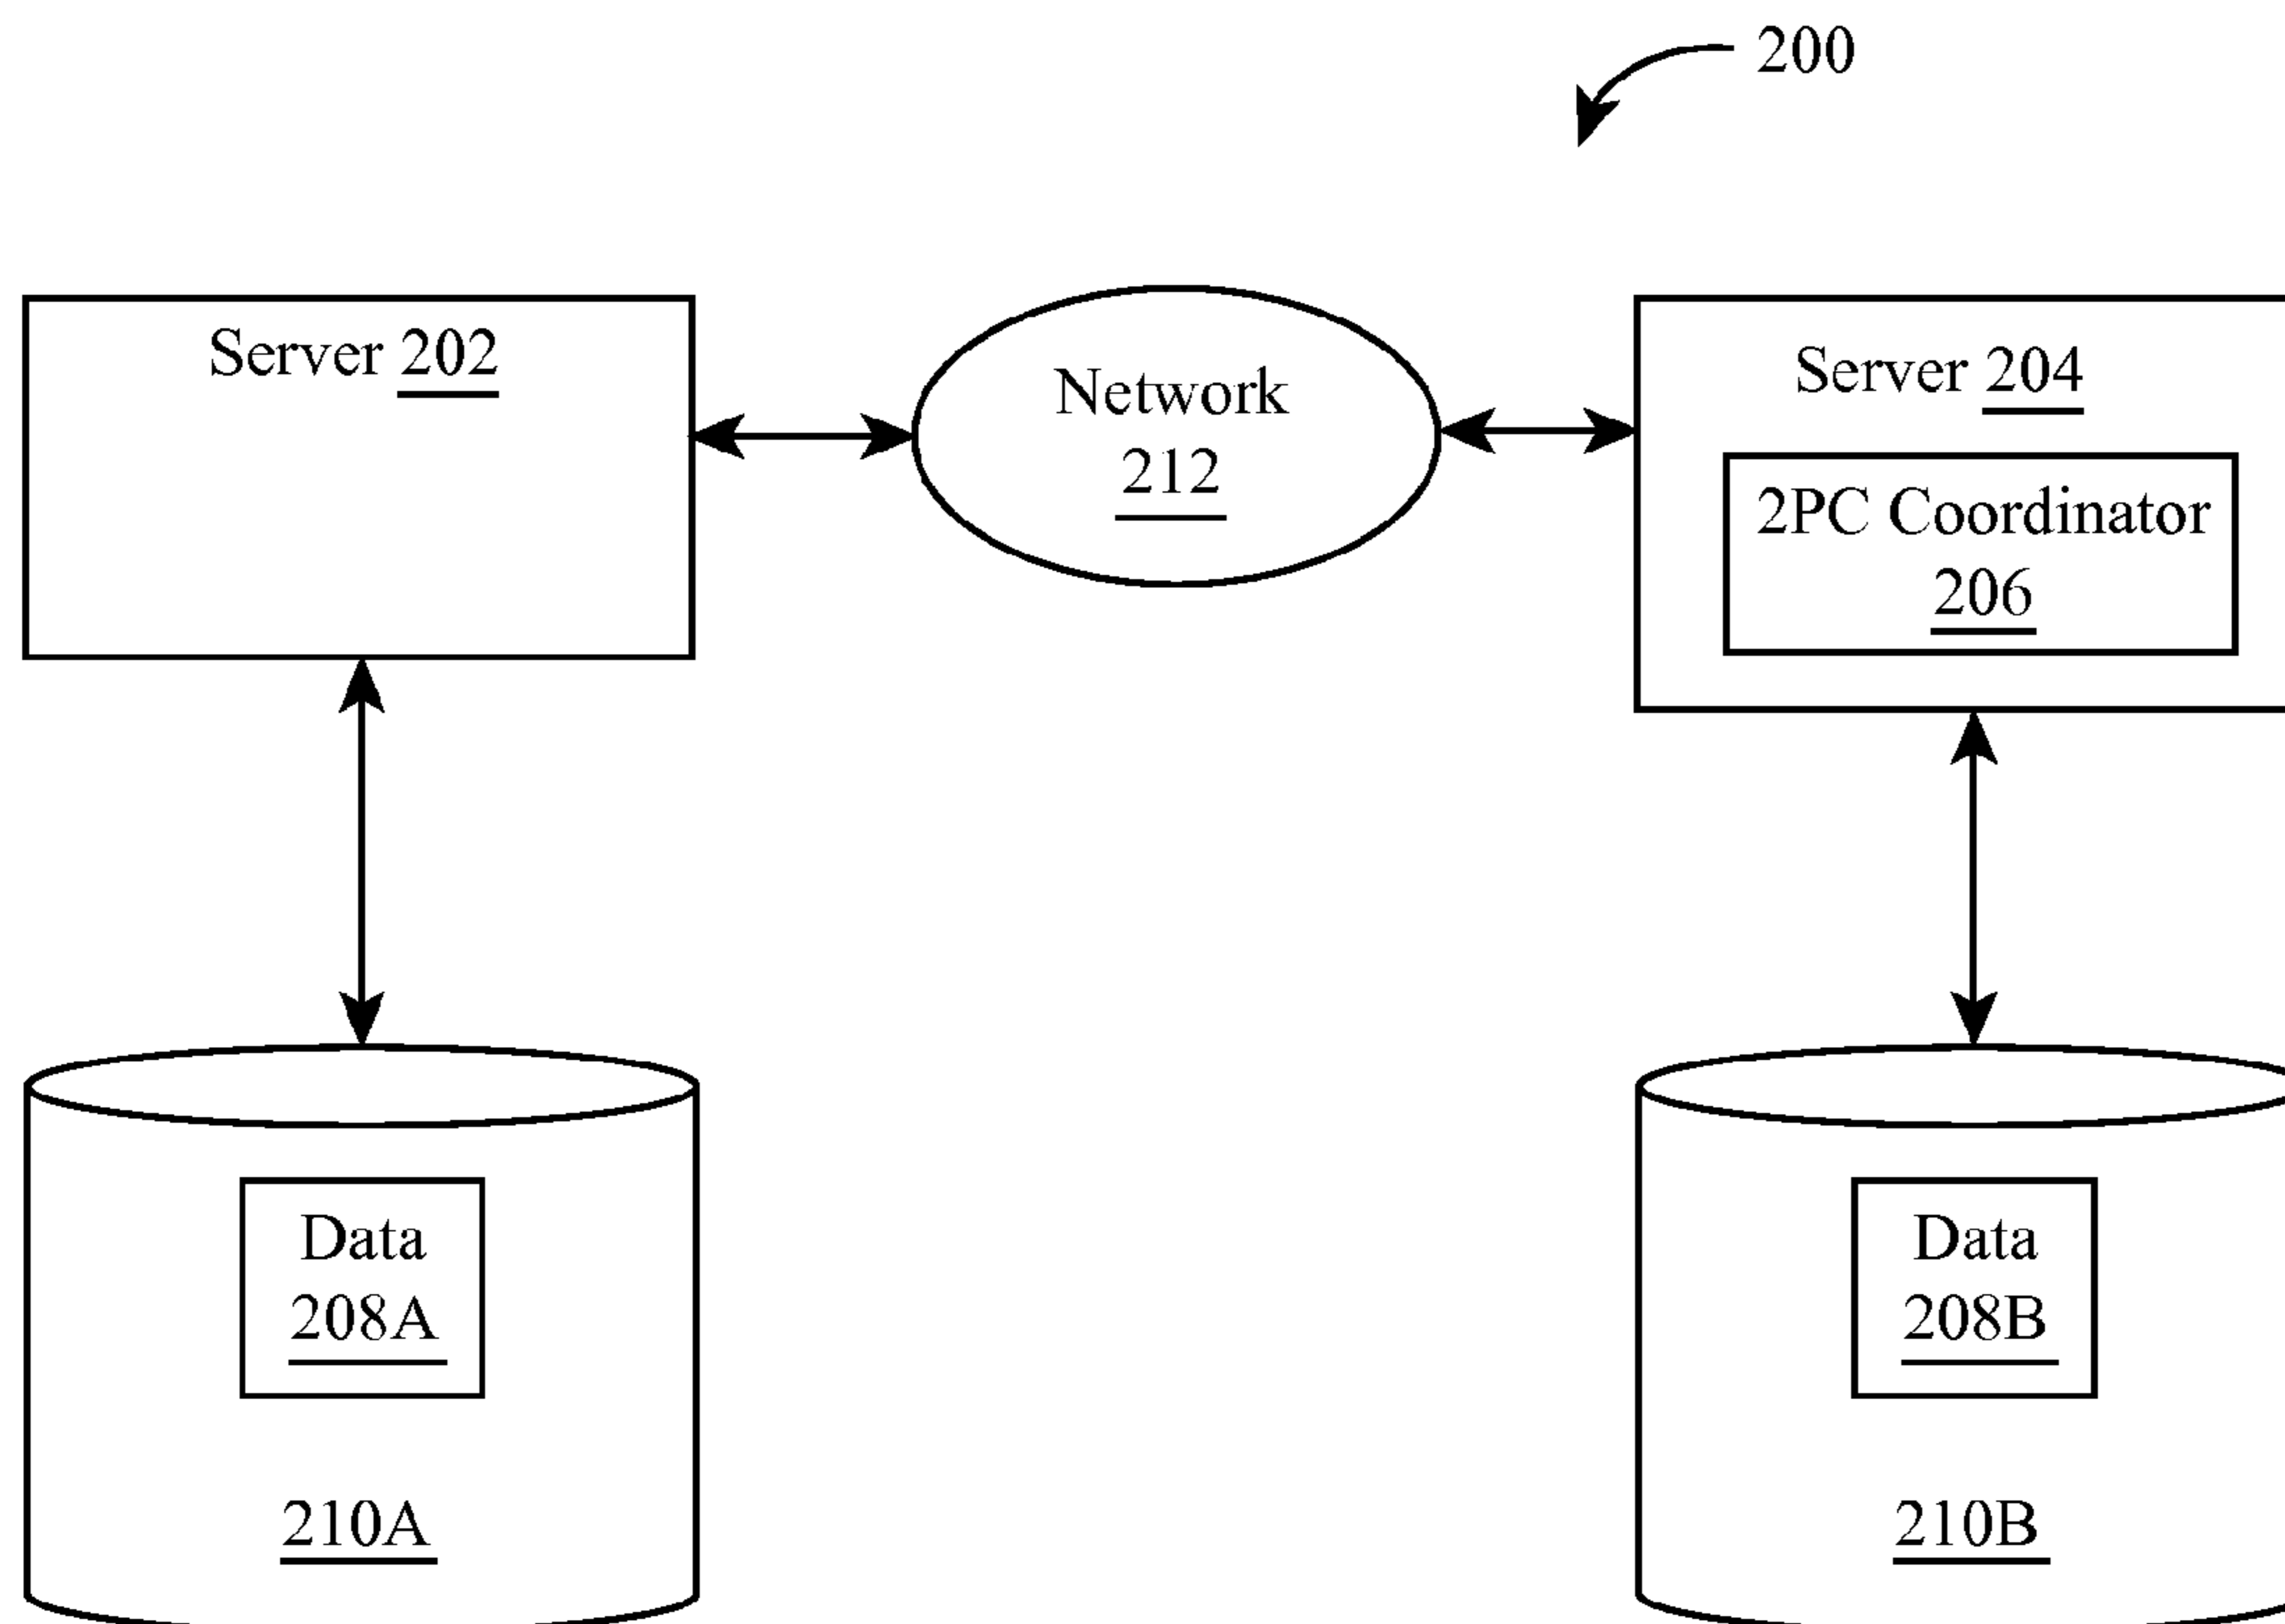 200
Server 202
Network
212
Server 204
2PC Coordinator
206
Data
208A
210A
Data
208B
210B